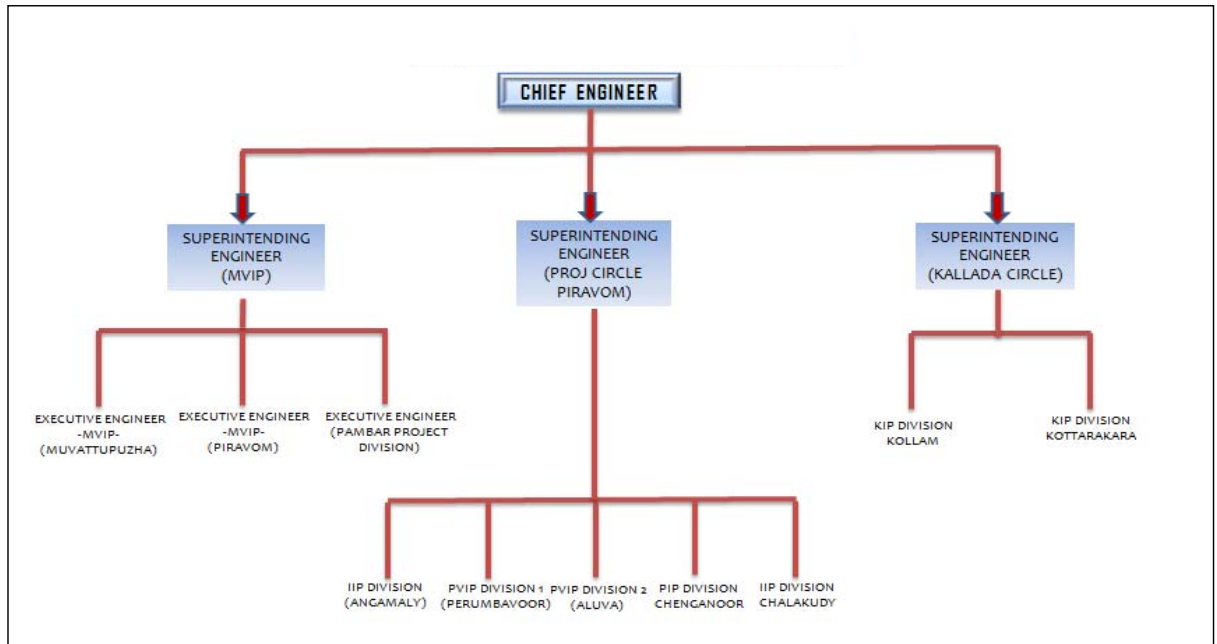 CHIEF ENGINEER
SUPERINTENDING
ENGINEER
(MVIP)
SUPERINTENDING
ENGINEER
(PROJ CIRCLE
PIRAVOM)
SUPERINTENDING
ENGINEER
(KALLADA CIRCLE)
EXECUTIVE ENGINEER
-MVIP-
(MUVATTUPUZHA)
EXECUTIVE ENGINEER
-MVIP-
(PIRAVOM)
EXECUTIVE ENGINEER
(PAMBAR PROJECT
DIVISION)
KIP DIVISION
KOLLAM
KIP DIVISION
KOTTARAKARA
IIP DIVISION
(ANGAMALY)
PVIP DIVISION 1
(PERUMBAVOOR)
PVIP DIVISION 2
(ALUVA)
PIP DIVISION
CHENGANOOR
IIP DIVISION
CHALAKUDY